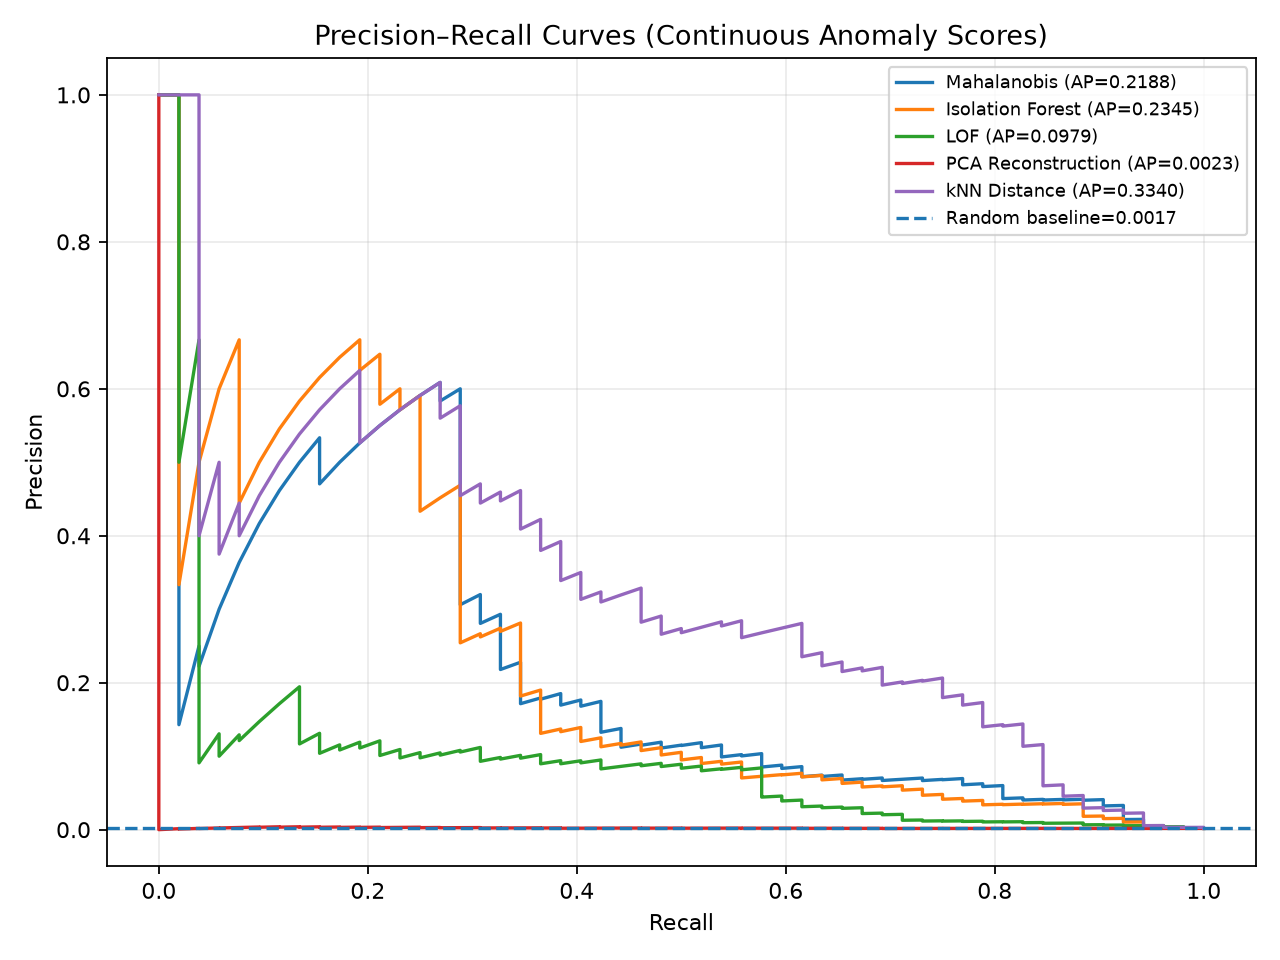 Precision–Recall Curves (Continuous Anomaly Scores)
Mahalanobis (AP=0.2188)
Isolation Forest (AP=0.2345)
LOF (AP=0.0979)
PCA Reconstruction (AP=0.0023)
kNN Distance (AP=0.3340)
Random baseline=0.0017
Precision
1.0
0.8
0.6
0.4
0.2
0.0
0.0 0.2 0.4 0.6 0.8 1.0
Recall